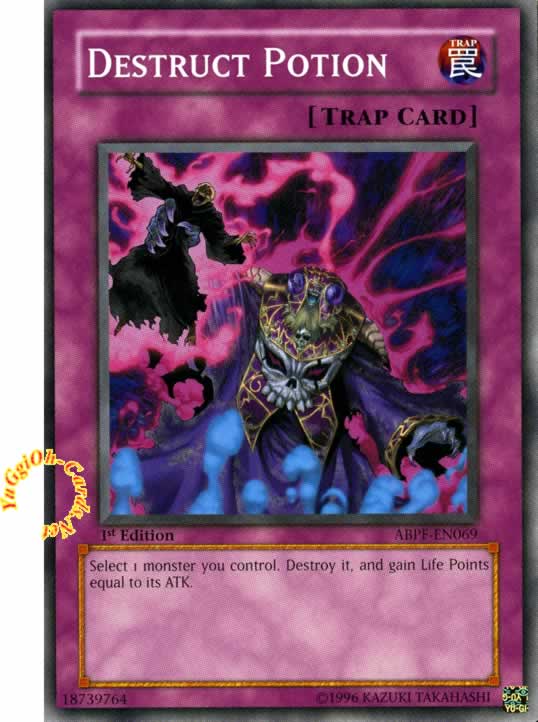 DESTRUCT POTION
TRAP
罠
[TRAP CARD]
YuGgiOh-Cards.Net
1st Edition
ABPF-EN069
Select 1 monster you control. Destroy it, and gain Life Points
equal to its ATK.
18739764
©1996 KAZUKI TAKAHASHI